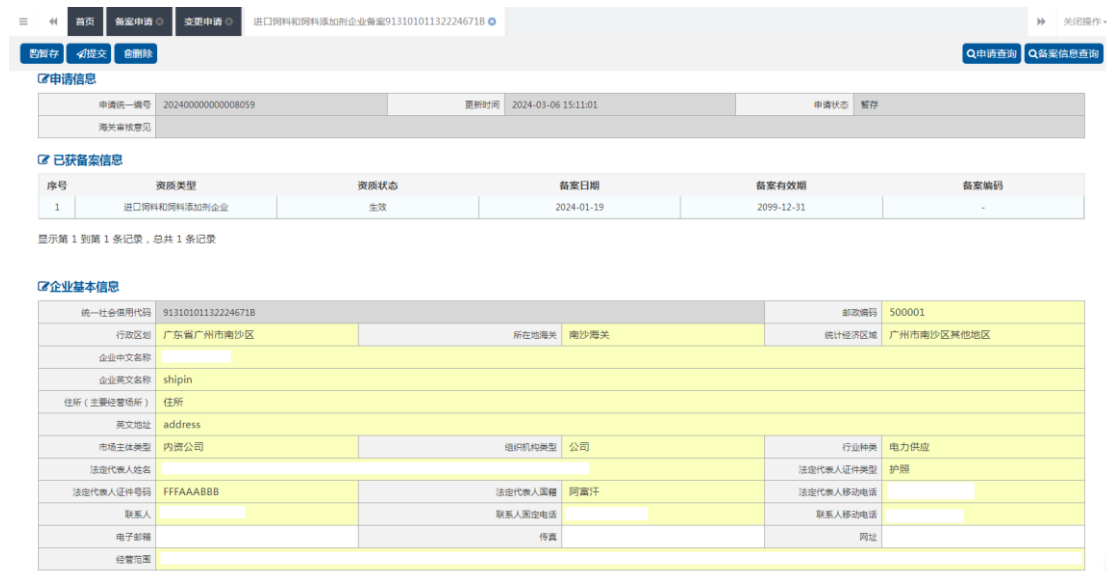 首页 备案申请 变更申请 进口饲料和饲料添加剂企业备案91310101132224671B 关闭操作
暂存 提交 删除 申请查询 备案信息查询
申请信息
申请统一编号 202400000000008059 更新时间 2024-03-06 15:11:01 申请状态 暂存
海关审核意见
已获备案信息
序号 资质类型 资质状态 备案日期 备案有效期 备案编码
1 进口饲料和饲料添加剂企业 生效 2024-01-19 2099-12-31 -
显示第 1 到第 1 条记录，总共 1 条记录
企业基本信息
统一社会信用代码 91310101132224671B 邮政编码 500001
行政区划 广东省广州市南沙区 所在地海关 南沙海关 统计经济区域 广州市南沙区其他地区
企业中文名称
企业英文名称 shipin
住所（主要经营场所） 住所
英文地址 address
市场主体类型 内资公司 组织机构类型 公司 行业种类 电力供应
法定代表人姓名 法定代表人证件类型 护照
法定代表人证件号码 FFFAAABBB 法定代表人国籍 阿富汗 法定代表人移动电话
联系人 联系人固定电话 联系人移动电话
电子邮箱 传真 网址
经营范围